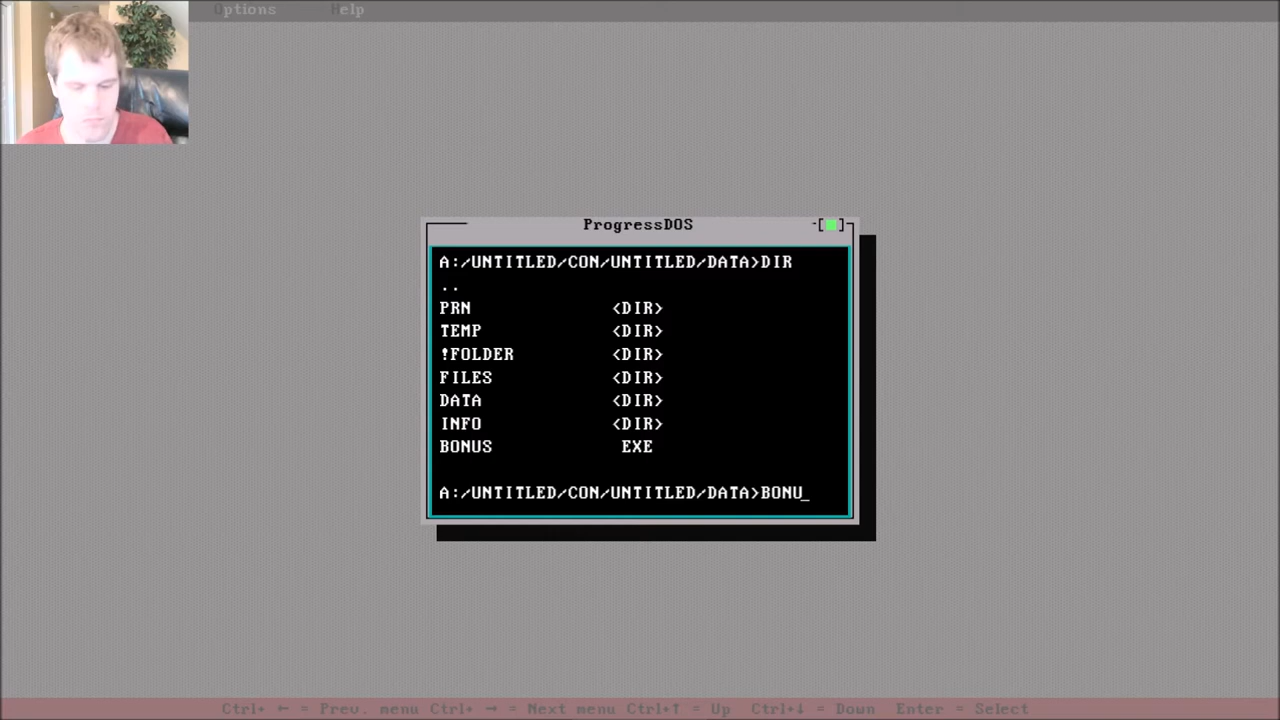 Options Help
ProgressDOS
-[■]
A:/UNTITLED/CON/UNTITLED/DATA>DIR
..
PRN <DIR>
TEMP <DIR>
!FOLDER <DIR>
FILES <DIR>
DATA <DIR>
INFO <DIR>
BONUS EXE
A:/UNTITLED/CON/UNTITLED/DATA>BONU_
Ctrl+ ← = Prev. menu Ctrl+ → = Next menu Ctrl+↑ = Up Ctrl+↓ = Down Enter = Select